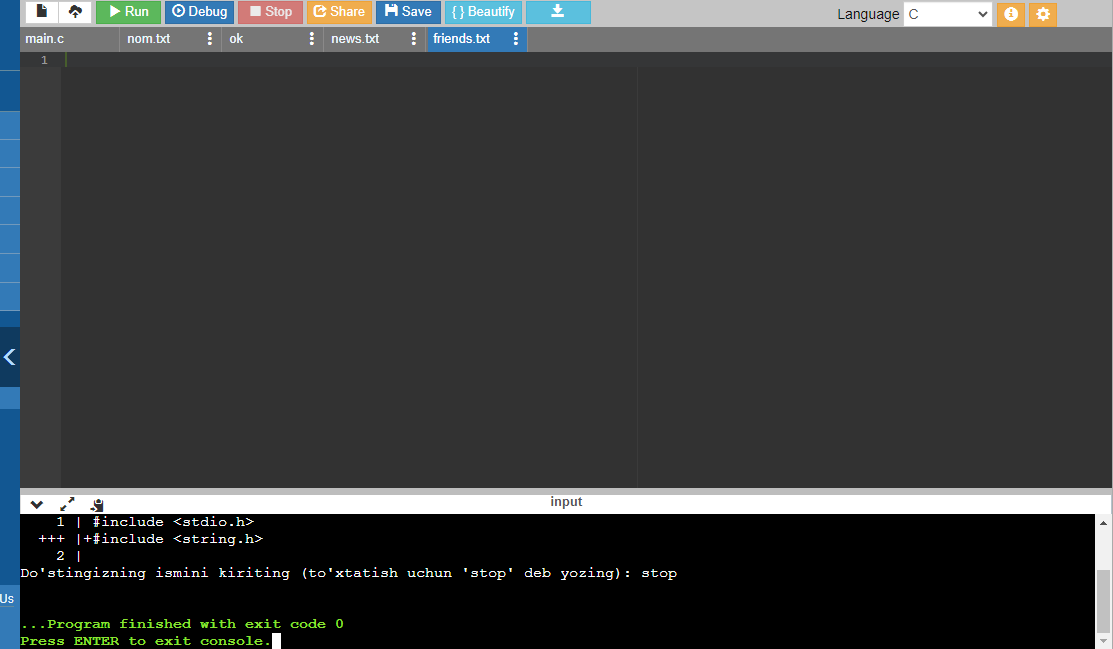 Run Debug Stop Share Save { } Beautify Language C
main.c nom.txt ok news.txt friends.txt
1
input
1 | #include <stdio.h>
+++ |+#include <string.h>
2 |
Do'stingizning ismini kiriting (to'xtatish uchun 'stop' deb yozing): stop
Us
...Program finished with exit code 0
Press ENTER to exit console.